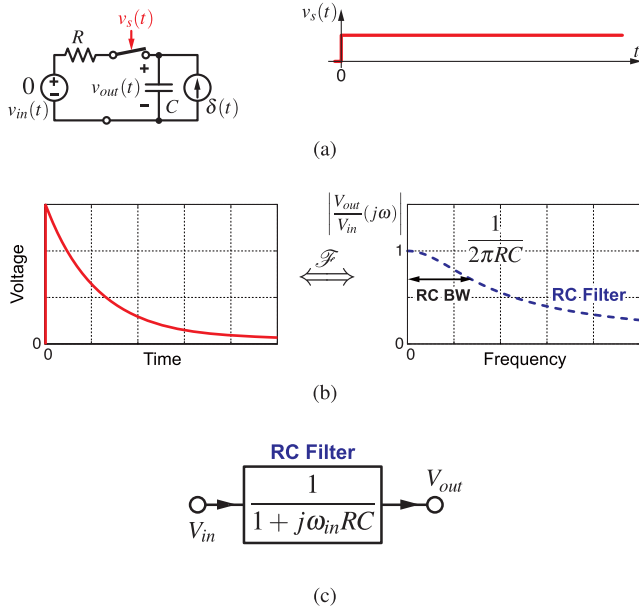 v_s(t)
R
+
v_out(t)
−
C
δ(t)
0
+
−
v_in(t)
v_s(t)
0
t
(a)
Voltage
0
0
Time
ℱ
⟺
|V_out/V_in (jω)|
1
0
0
1/2πRC
RC BW
RC Filter
Frequency
(b)
RC Filter
V_in
1/1 + jω_in RC
V_out
(c)